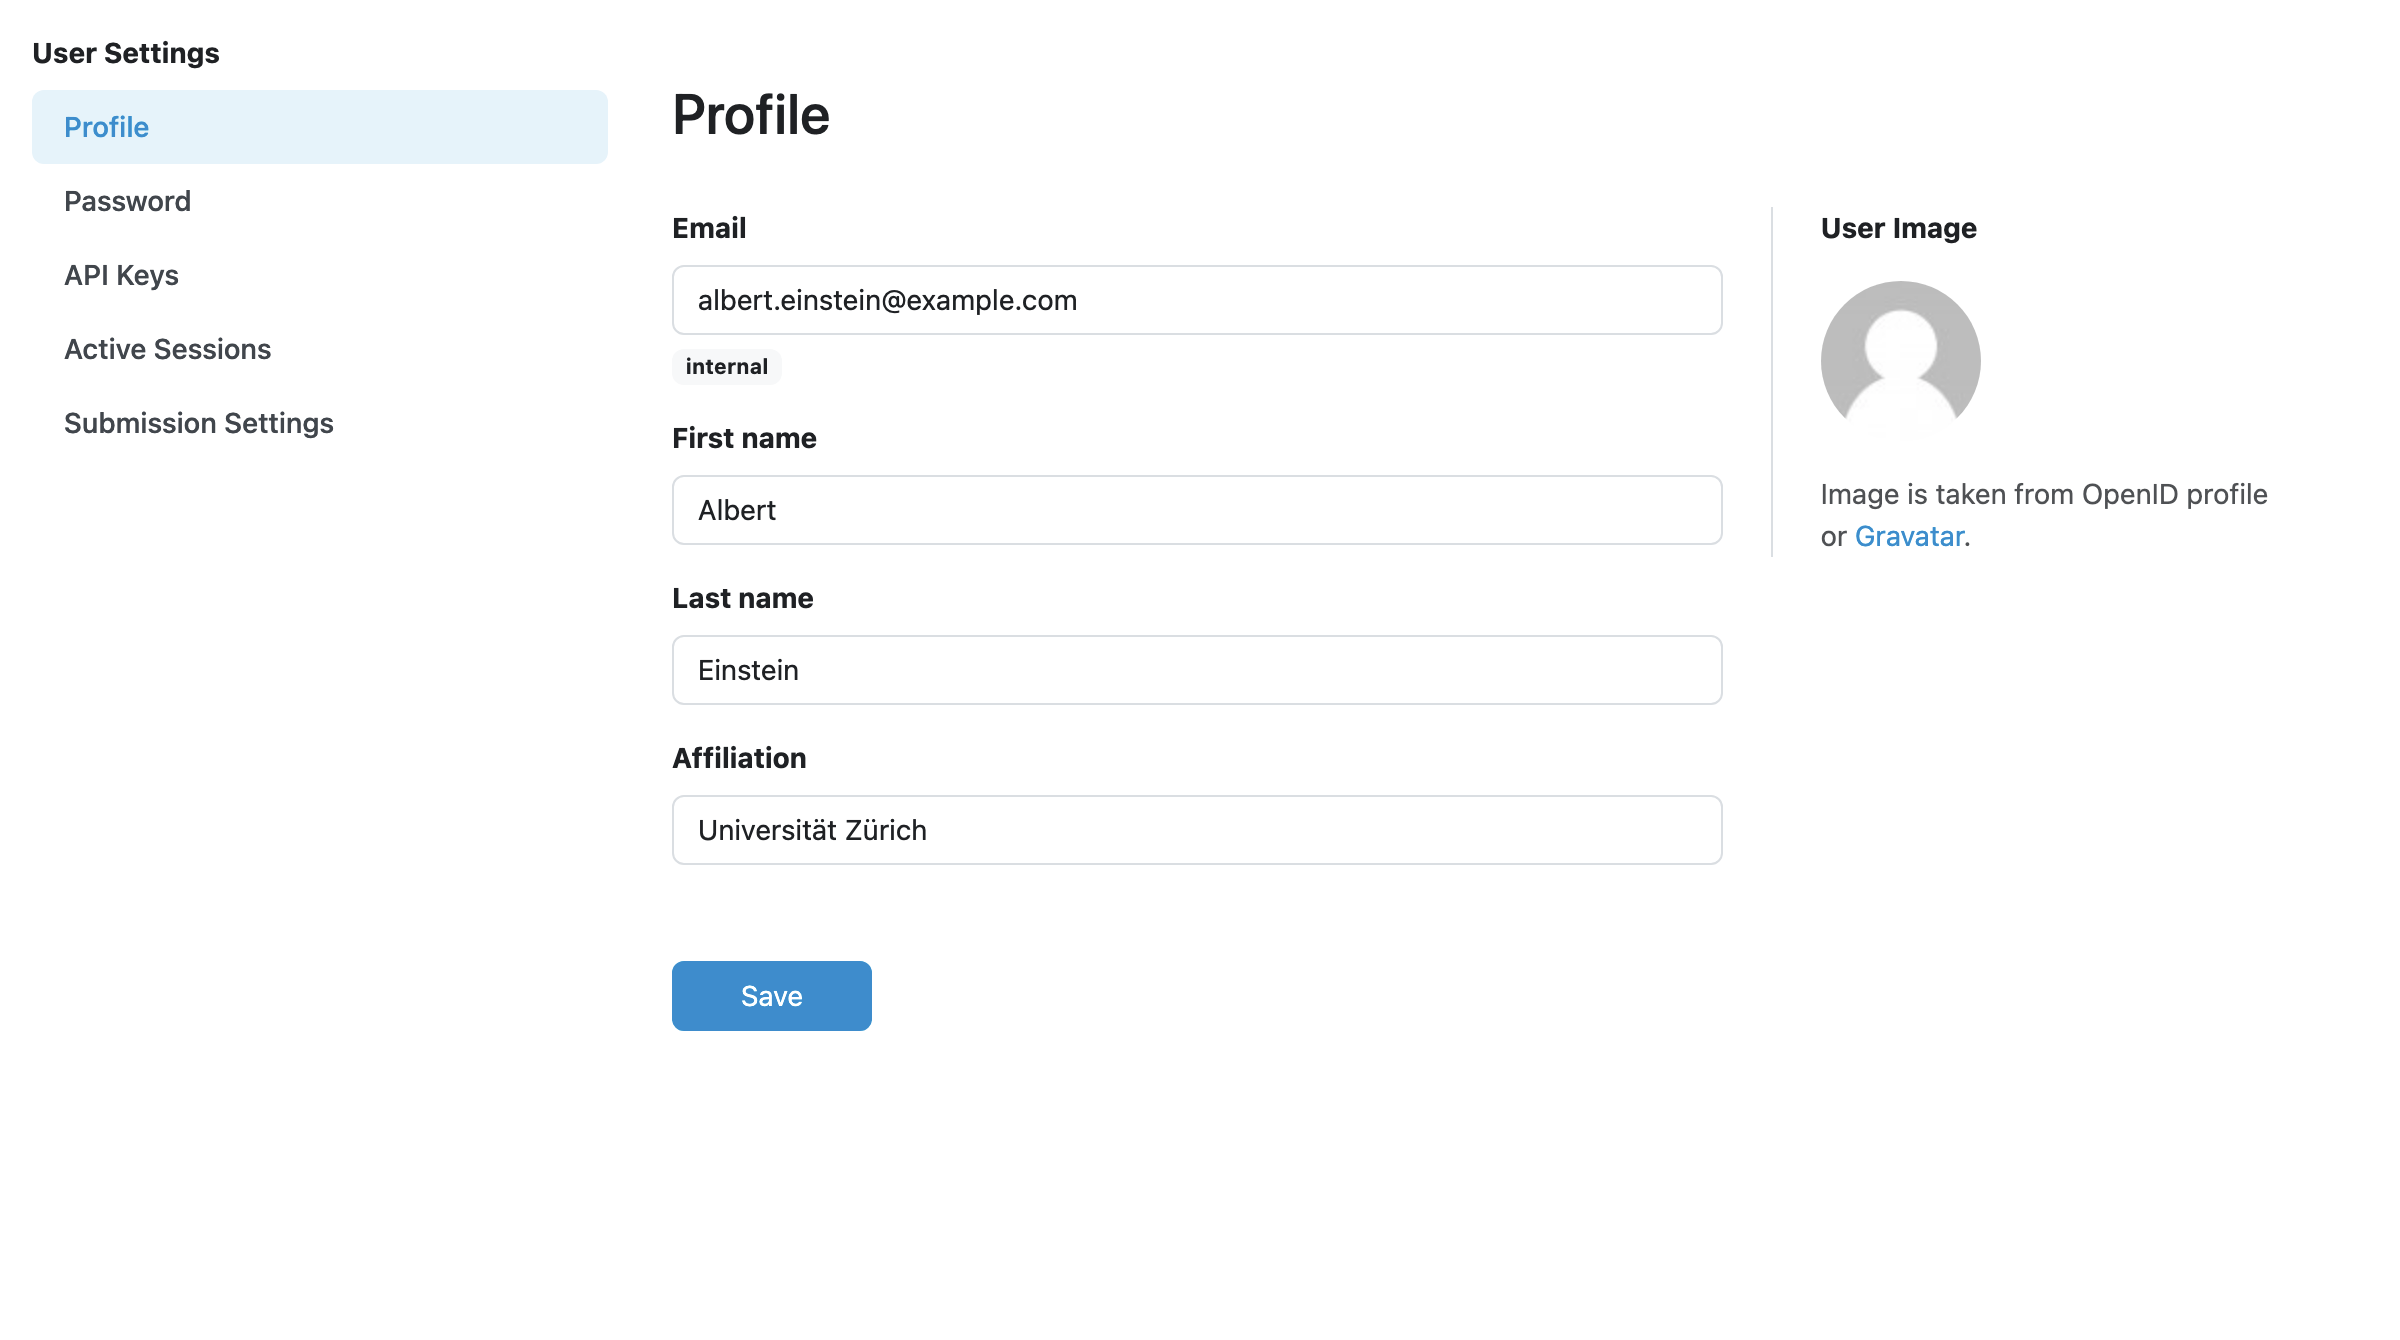 User Settings
Profile
Password
API Keys
Active Sessions
Submission Settings
Profile
Email
albert.einstein@example.com
internal
First name
Albert
Last name
Einstein
Affiliation
Universität Zürich
Save
User Image
Image is taken from OpenID profile
or Gravatar.